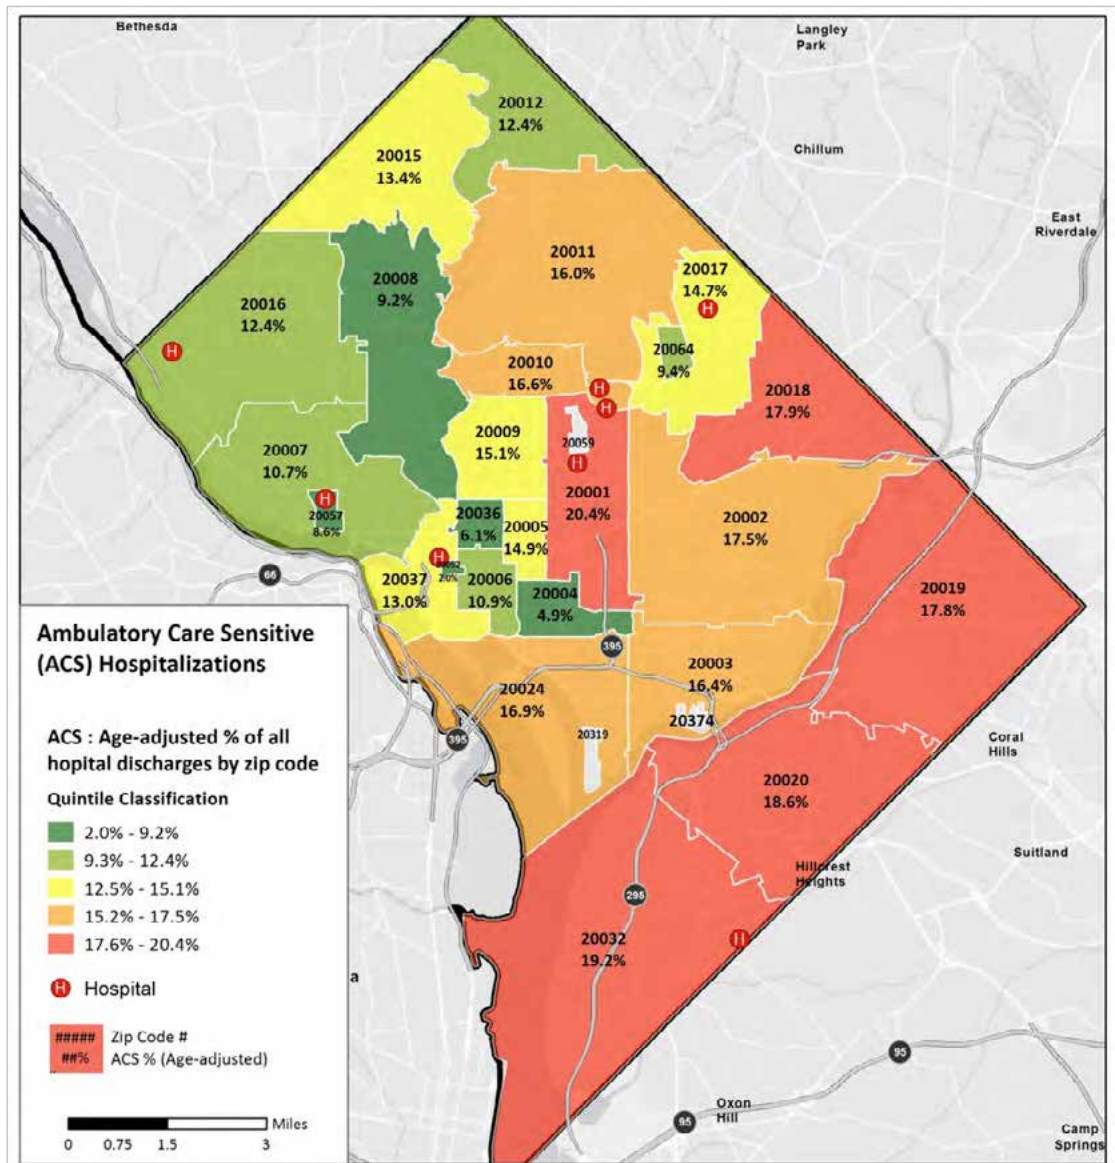 Bethesda
Langley
Park
20012
12.4%
Chillum
20015
13.4%
East
Riverdale
20011
16.0%
20017
14.7%
20008
9.2%
20016
12.4%
H
H
20064
9.4%
20010
16.6%
H
H
20018
17.9%
20009
15.1%
20059
H
20007
10.7%
20001
20.4%
H
20057
8.6%
20036
6.1%
20005
14.9%
20002
17.5%
H
2.0%
66
20037
13.0%
20006
10.9%
20004
4.9%
20019
17.8%
395
20003
16.4%
20024
16.9%
20374
20319
395
Coral
Hills
20020
18.6%
Suitland
Hillcrest
Heights
295
20032
19.2%
H
a
95
Oxon
Hill
95
Camp
Springs
Ambulatory Care Sensitive
(ACS) Hospitalizations
ACS : Age-adjusted % of all
hopital discharges by zip code
Quintile Classification
2.0% - 9.2%
9.3% - 12.4%
12.5% - 15.1%
15.2% - 17.5%
17.6% - 20.4%
H Hospital
##### Zip Code #
##% ACS % (Age-adjusted)
Miles
0 0.75 1.5 3